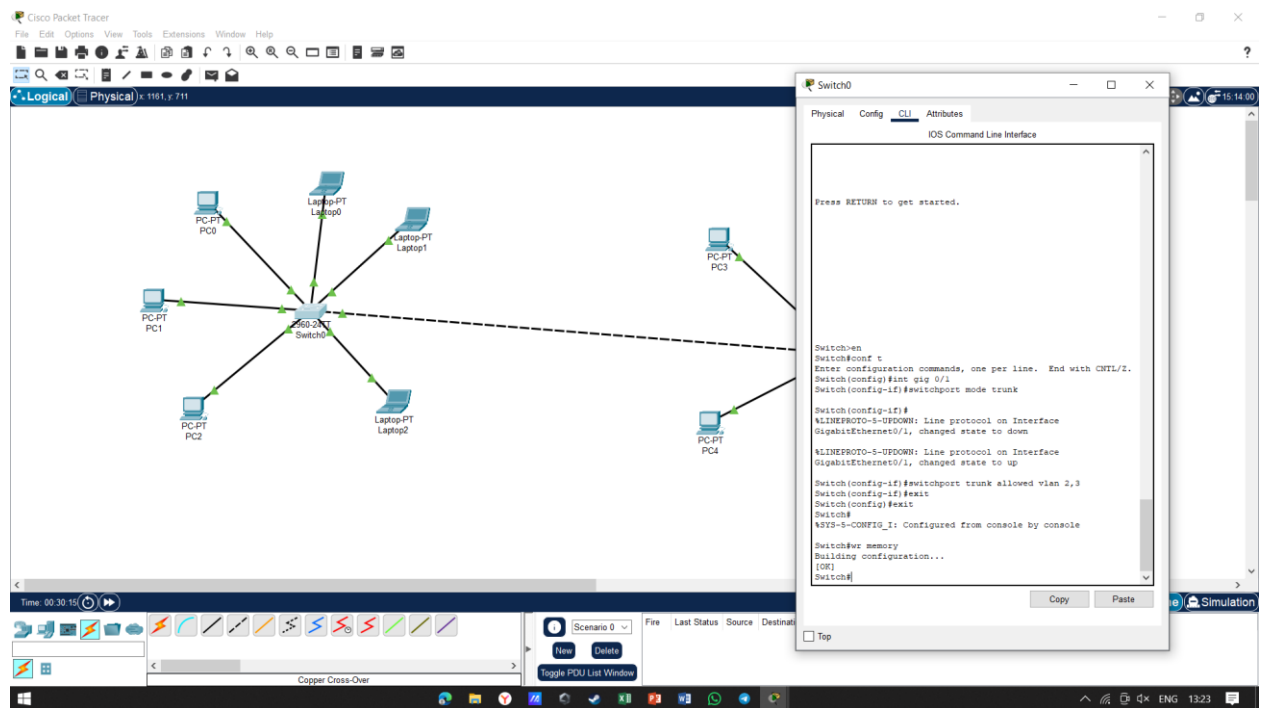 Cisco Packet Tracer
File Edit Options View Tools Extensions Window Help
?
Logical Physical x: 1161, y: 711
15:14:00
PC-PT
PC0
Laptop-PT
Laptop0
Laptop-PT
Laptop1
PC-PT
PC1
2960-24TT
Switch0
PC-PT
PC2
Laptop-PT
Laptop2
PC-PT
PC3
PC-PT
PC4
Switch0
Physical Config CLI Attributes
IOS Command Line Interface
Press RETURN to get started.
Switch>en
Switch#conf t
Enter configuration commands, one per line. End with CNTL/Z.
Switch(config)#int gig 0/1
Switch(config-if)#switchport mode trunk
Switch(config-if)#
%LINEPROTO-5-UPDOWN: Line protocol on Interface
GigabitEthernet0/1, changed state to down
%LINEPROTO-5-UPDOWN: Line protocol on Interface
GigabitEthernet0/1, changed state to up
Switch(config-if)#switchport trunk allowed vlan 2,3
Switch(config-if)#exit
Switch(config)#exit
Switch#
%SYS-5-CONFIG_I: Configured from console by console
Switch#wr memory
Building configuration...
[OK]
Switch#
Copy Paste
Top
Time: 00:30:15
Simulation
Scenario 0
New Delete
Toggle PDU List Window
Fire Last Status Source Destinati
Copper Cross-Over
ENG 13:23